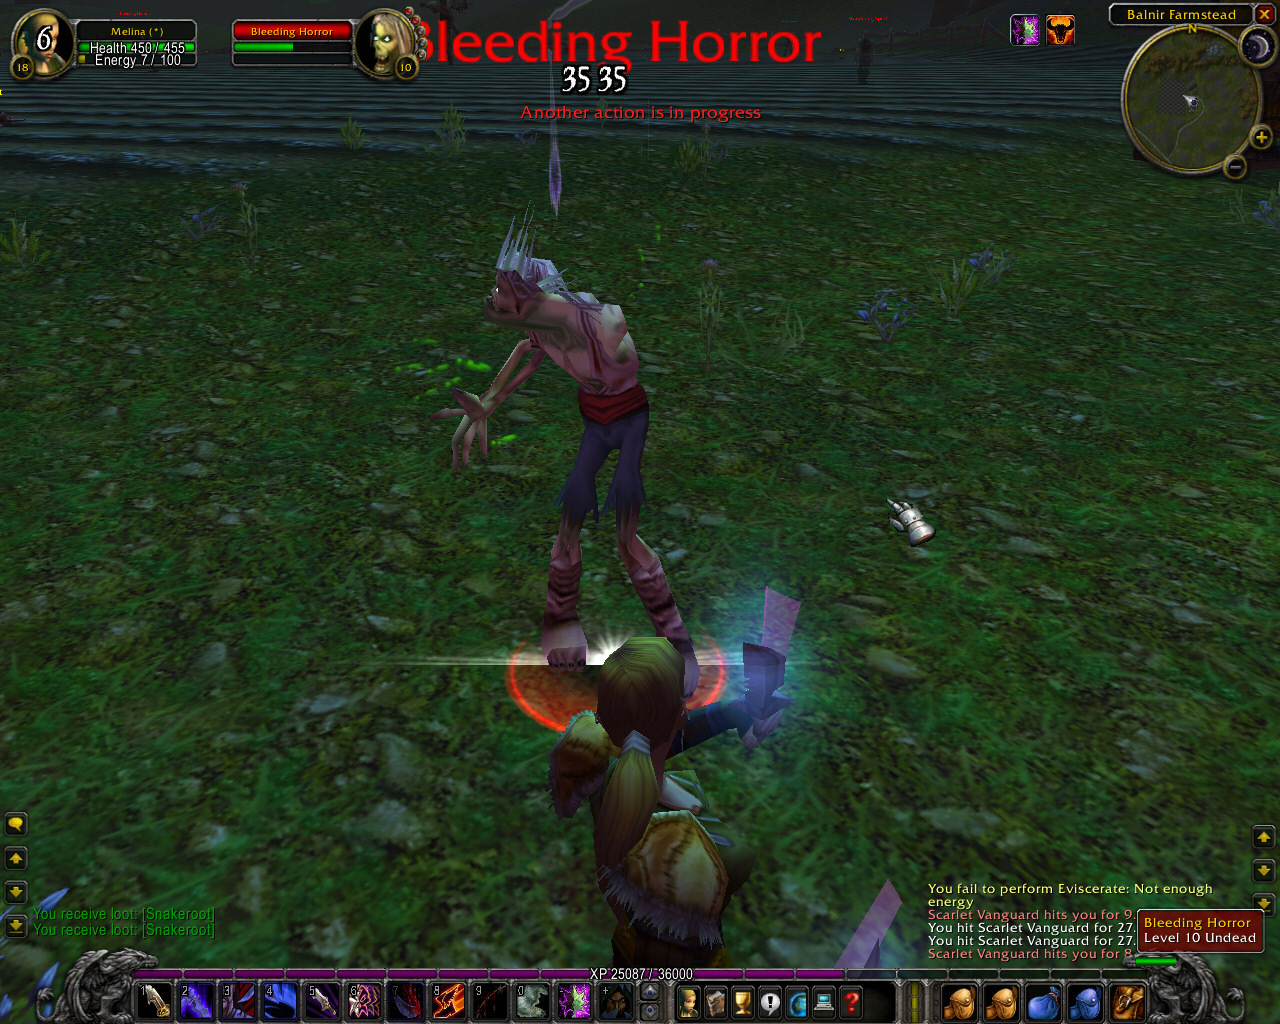 Melina (*)
6
Health 450 / 455
Energy 7 / 100
18
Bleeding Horror
10
Bleeding Horror
35 35
Another action is in progress
Balnir Farmstead
N
You receive loot: [Snakeroot]
You receive loot: [Snakeroot]
You fail to perform Eviscerate: Not enough
energy
Scarlet Vanguard hits you for 9.
You hit Scarlet Vanguard for 27.
You hit Scarlet Vanguard for 27.
Scarlet Vanguard hits you for 8
Bleeding Horror
Level 10 Undead
XP 25087 / 36000
1 2 3 4 5 6 7 8 9 0 - +